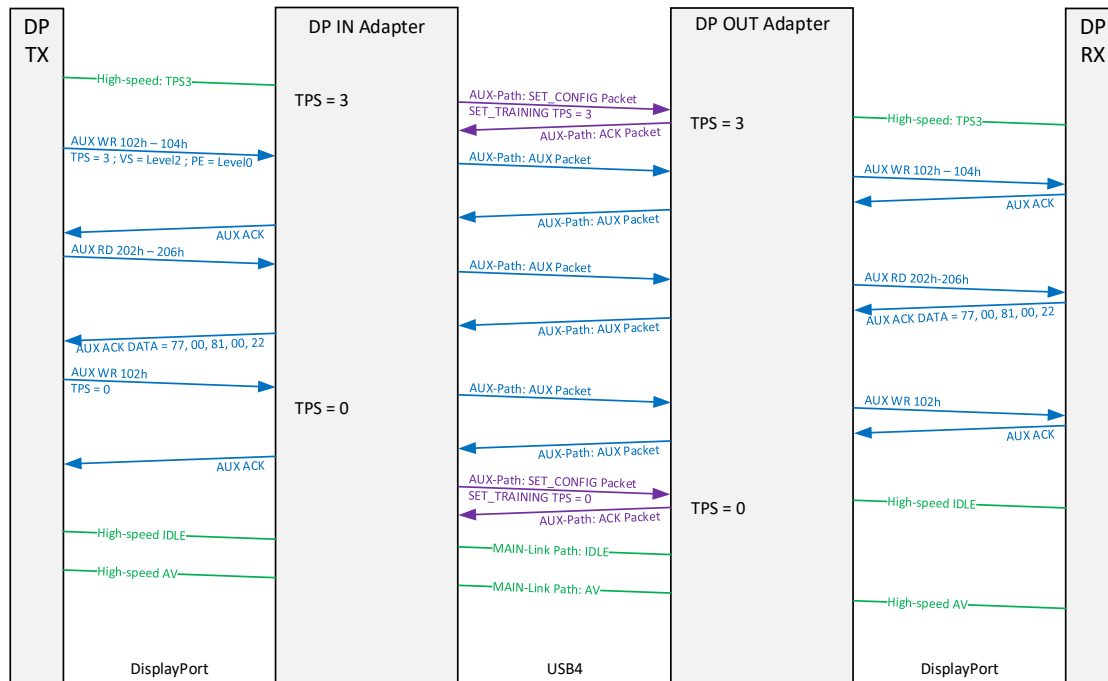 DP
TX
DP IN Adapter
DP OUT Adapter
DP
RX
High-speed: TPS3
TPS = 3
AUX-Path: SET_CONFIG Packet
SET_TRAINING TPS = 3
AUX-Path: ACK Packet
TPS = 3
High-speed: TPS3
AUX WR 102h – 104h
TPS = 3 ; VS = Level2 ; PE = Level0
AUX-Path: AUX Packet
AUX WR 102h – 104h
AUX ACK
AUX-Path: AUX Packet
AUX ACK
AUX RD 202h – 206h
AUX-Path: AUX Packet
AUX RD 202h-206h
AUX ACK DATA = 77, 00, 81, 00, 22
AUX-Path: AUX Packet
AUX ACK DATA = 77, 00, 81, 00, 22
AUX WR 102h
TPS = 0
AUX-Path: AUX Packet
TPS = 0
AUX WR 102h
AUX ACK
AUX-Path: AUX Packet
AUX ACK
AUX-Path: SET_CONFIG Packet
SET_TRAINING TPS = 0
AUX-Path: ACK Packet
TPS = 0
High-speed IDLE
High-speed IDLE
MAIN-Link Path: IDLE
High-speed AV
MAIN-Link Path: AV
High-speed AV
DisplayPort
USB4
DisplayPort